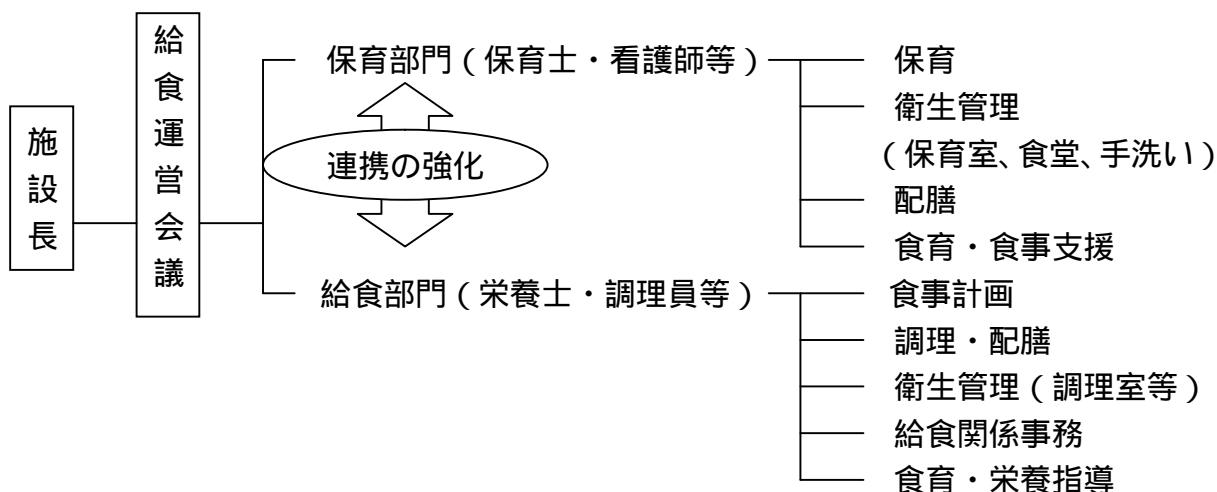 施設長
給食運営会議
保育部門（保育士・看護師等）
連携の強化
給食部門（栄養士・調理員等）
保育
衛生管理
（保育室、食堂、手洗い）
配膳
食育・食事支援
食事計画
調理・配膳
衛生管理（調理室等）
給食関係事務
食育・栄養指導